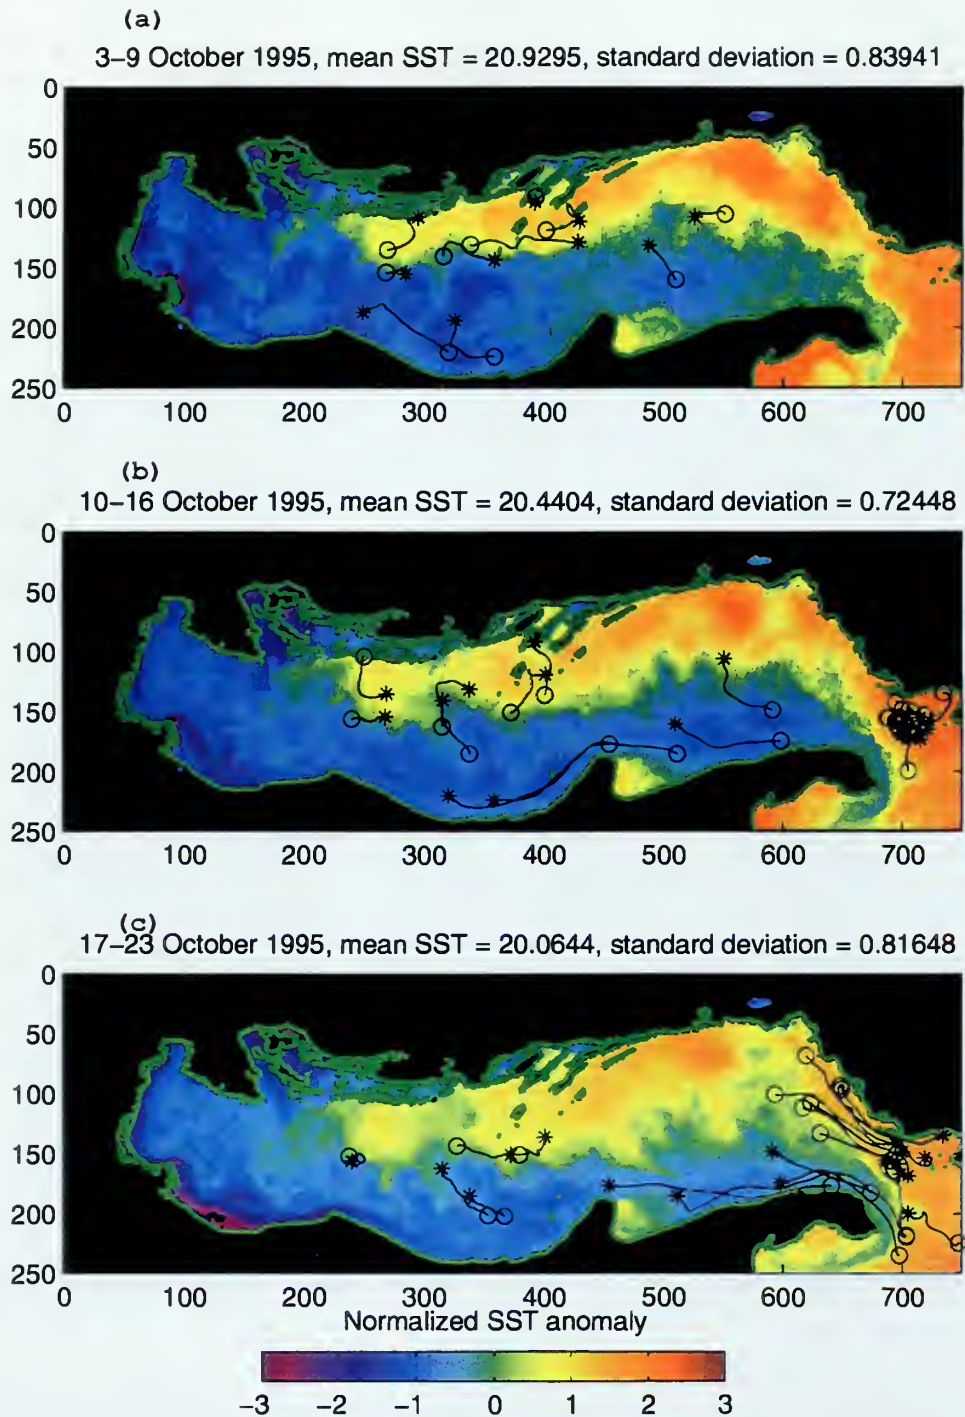 (a)
3–9 October 1995, mean SST = 20.9295, standard deviation = 0.83941
0
50
100
150
200
250
0 100 200 300 400 500 600 700
(b)
10–16 October 1995, mean SST = 20.4404, standard deviation = 0.72448
0
50
100
150
200
250
0 100 200 300 400 500 600 700
(c)
17–23 October 1995, mean SST = 20.0644, standard deviation = 0.81648
0
50
100
150
200
250
0 100 200 300 400 500 600 700
Normalized SST anomaly
−3 −2 −1 0 1 2 3